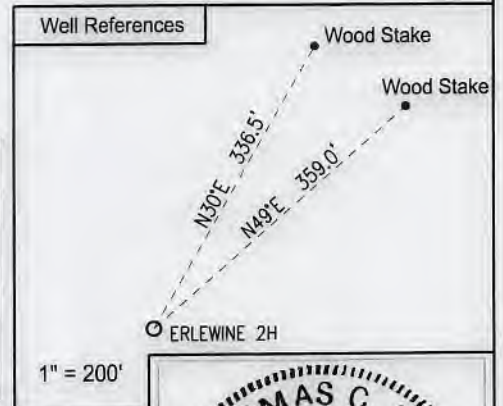 Well References
Wood Stake
Wood Stake
N30°E 336.5'
N49°E 359.0'
ERLEWINE 2H
1" = 200'
MAS C